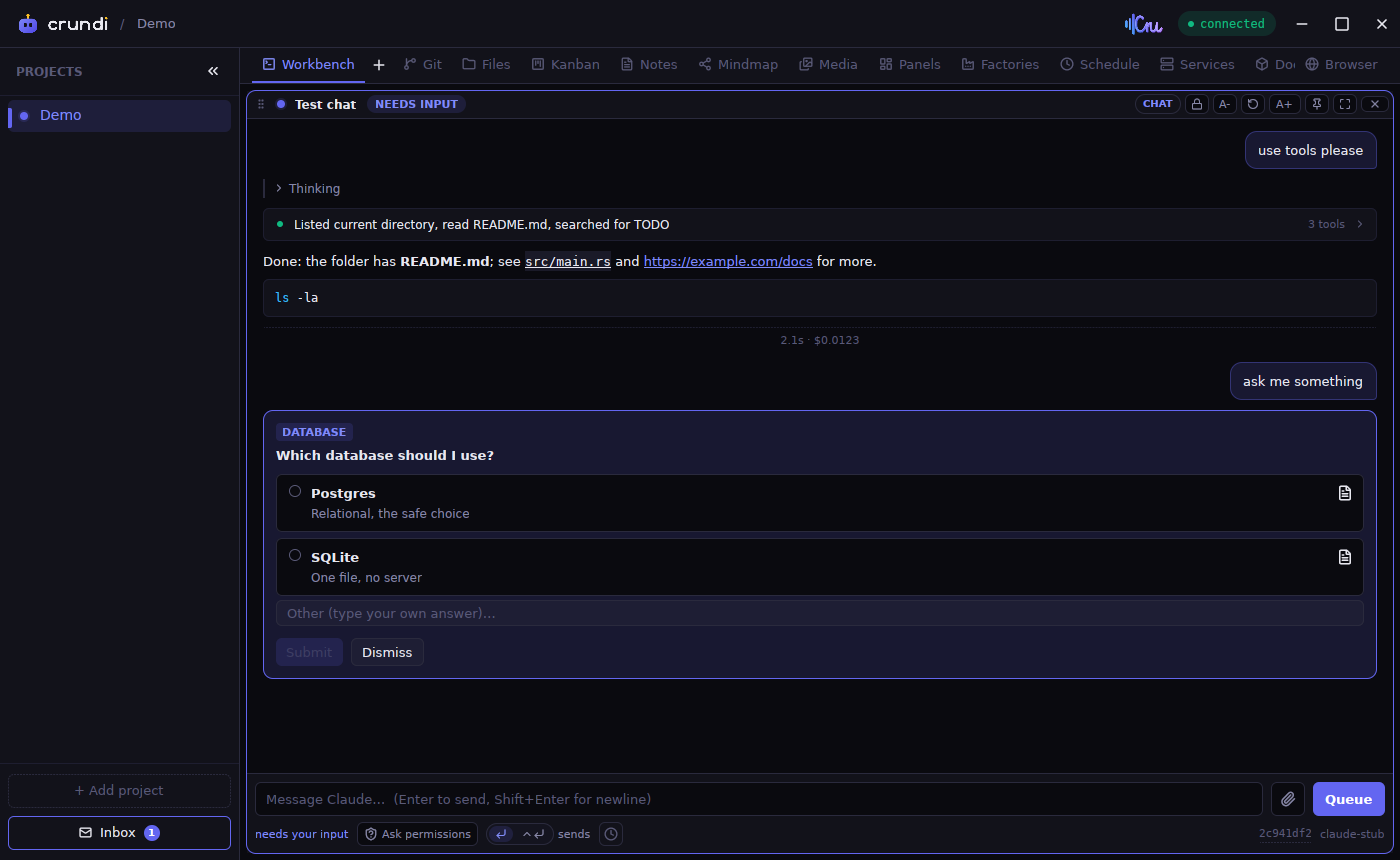 crundi / Demo
Cru
connected
PROJECTS
Demo
+ Add project
Inbox 1
Workbench + Git Files Kanban Notes Mindmap Media Panels Factories Schedule Services Do Browser
Test chat NEEDS INPUT CHAT A- A+
use tools please
Thinking
Listed current directory, read README.md, searched for TODO 3 tools
Done: the folder has README.md; see src/main.rs and https://example.com/docs for more.
ls -la
2.1s · $0.0123
ask me something
DATABASE
Which database should I use?
Postgres
Relational, the safe choice
SQLite
One file, no server
Other (type your own answer)...
Submit Dismiss
Message Claude... (Enter to send, Shift+Enter for newline)
Queue
needs your input Ask permissions sends 2c941df2 claude-stub